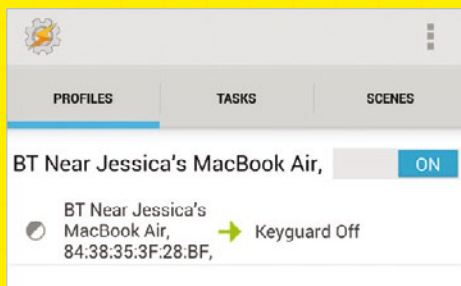 PROFILES TASKS SCENES
BT Near Jessica's MacBook Air, ON
BT Near Jessica's
MacBook Air,
84:38:35:3F:28:BF,
Keyguard Off